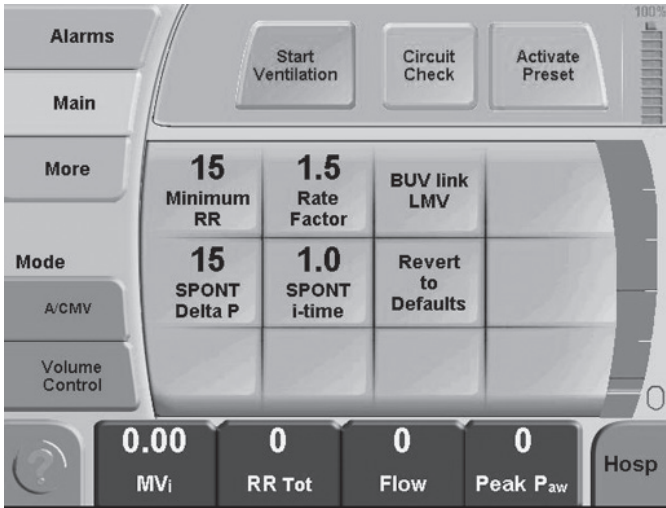 100%
Alarms
Start
Ventilation
Circuit
Check
Activate
Preset
Main
More
15
Minimum
RR
1.5
Rate
Factor
BUV link
LMV
Mode
15
SPONT
Delta P
1.0
SPONT
i-time
Revert
to
Defaults
A/CMV
Volume
Control
0
?
0.00
MVi
0
RR Tot
0
Flow
0
Peak Paw
Hosp